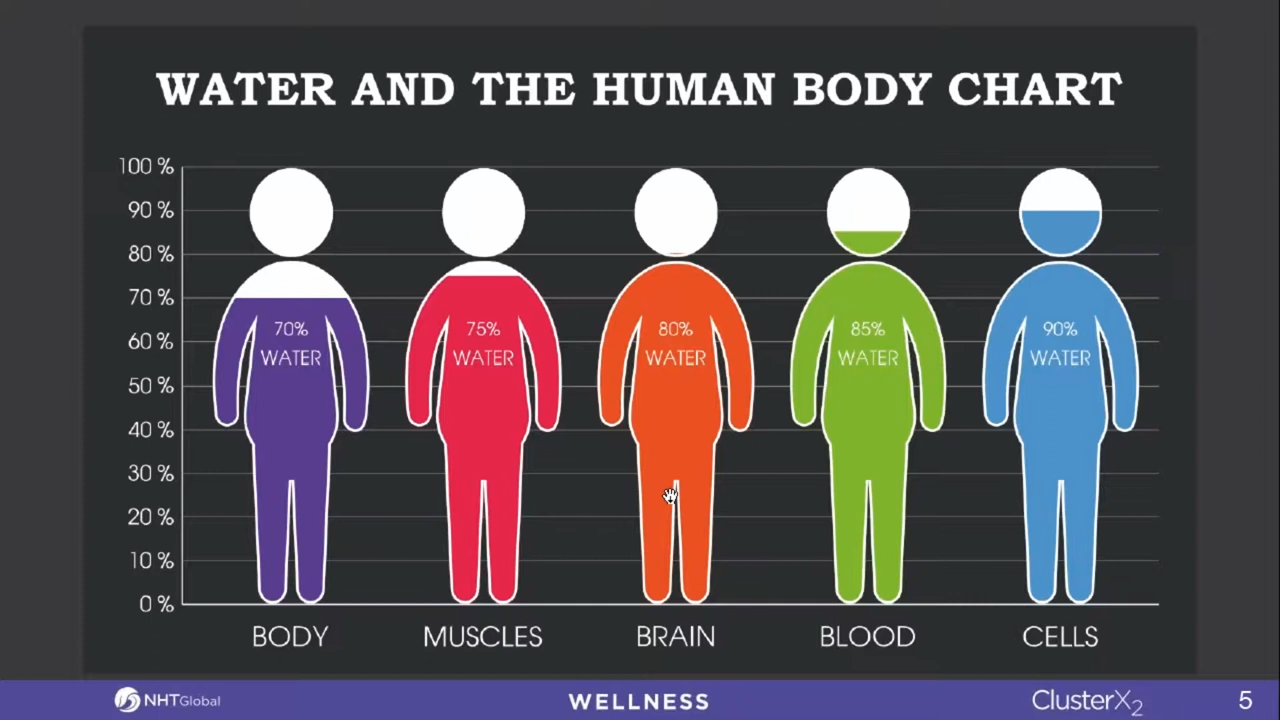 WATER AND THE HUMAN BODY CHART
100 %
90 %
80 %
70 %
60 %
50 %
40 %
30 %
20 %
10 %
0 %
70%
WATER
75%
WATER
80%
WATER
85%
WATER
90%
WATER
BODY
MUSCLES
BRAIN
BLOOD
CELLS
NHTGlobal
WELLNESS
ClusterX2
5